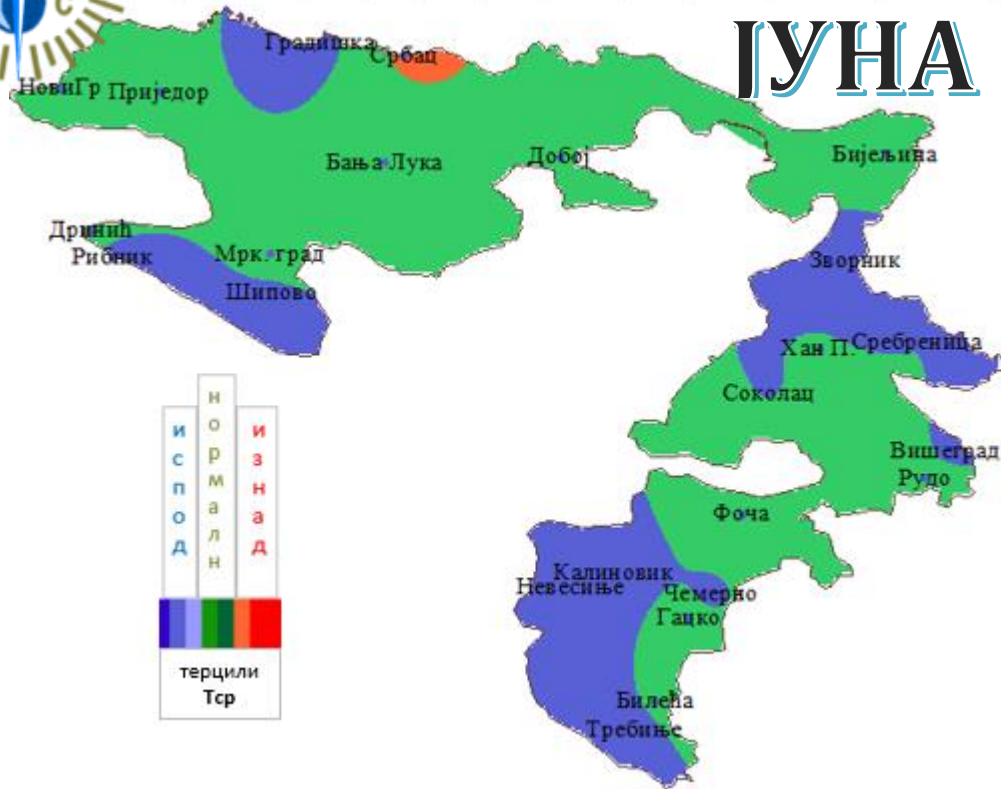 С
ЈУНА
Градишка
Србац
НовиГр
Приједор
Бања Лука
Добој
Бијељина
Дринић
Рибник
Мрк. град
Шипово
Зворник
Хан П.
Сребреница
Соколац
Вишеград
Рудо
Фоча
Калиновик
Невесиње
Чемерно
Гацко
Билећа
Требиње
испод
нормалн
изнад
терцили
Тср